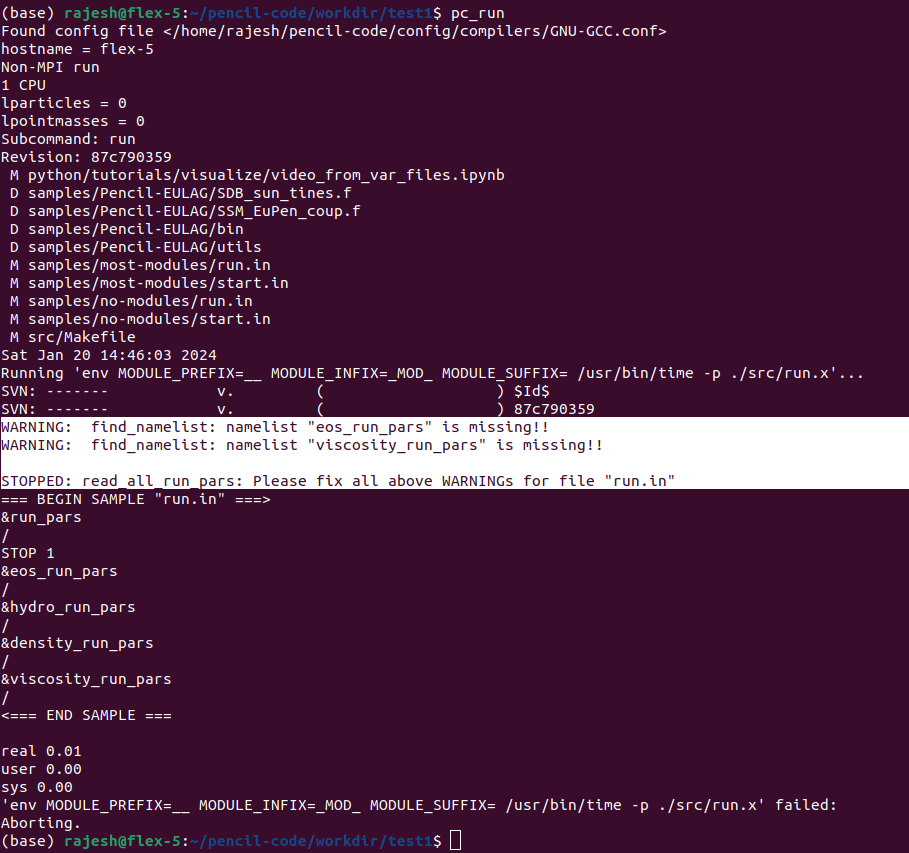 (base) rajesh@flex-5:~/pencil-code/workdir/test1$ pc_run
Found config file </home/rajesh/pencil-code/config/compilers/GNU-GCC.conf>
hostname = flex-5
Non-MPI run
1 CPU
lparticles = 0
lpointmasses = 0
Subcommand: run
Revision: 87c790359
 M python/tutorials/visualize/video_from_var_files.ipynb
 D samples/Pencil-EULAG/SDB_sun_tines.f
 D samples/Pencil-EULAG/SSM_EuPen_coup.f
 D samples/Pencil-EULAG/bin
 D samples/Pencil-EULAG/utils
 M samples/most-modules/run.in
 M samples/most-modules/start.in
 M samples/no-modules/run.in
 M samples/no-modules/start.in
 M src/Makefile
Sat Jan 20 14:46:03 2024
Running 'env MODULE_PREFIX=__ MODULE_INFIX=_MOD_ MODULE_SUFFIX= /usr/bin/time -p ./src/run.x'...
SVN: -------            v.         (                   ) $Id$
SVN: -------            v.         (                   ) 87c790359
WARNING:  find_namelist: namelist "eos_run_pars" is missing!!
WARNING:  find_namelist: namelist "viscosity_run_pars" is missing!!
STOPPED: read_all_run_pars: Please fix all above WARNINGs for file "run.in"
=== BEGIN SAMPLE "run.in" ===>
&run_pars
/
STOP 1
&eos_run_pars
/
&hydro_run_pars
/
&density_run_pars
/
&viscosity_run_pars
/
<=== END SAMPLE ===
real 0.01
user 0.00
sys 0.00
'env MODULE_PREFIX=__ MODULE_INFIX=_MOD_ MODULE_SUFFIX= /usr/bin/time -p ./src/run.x' failed:
Aborting.
(base) rajesh@flex-5:~/pencil-code/workdir/test1$